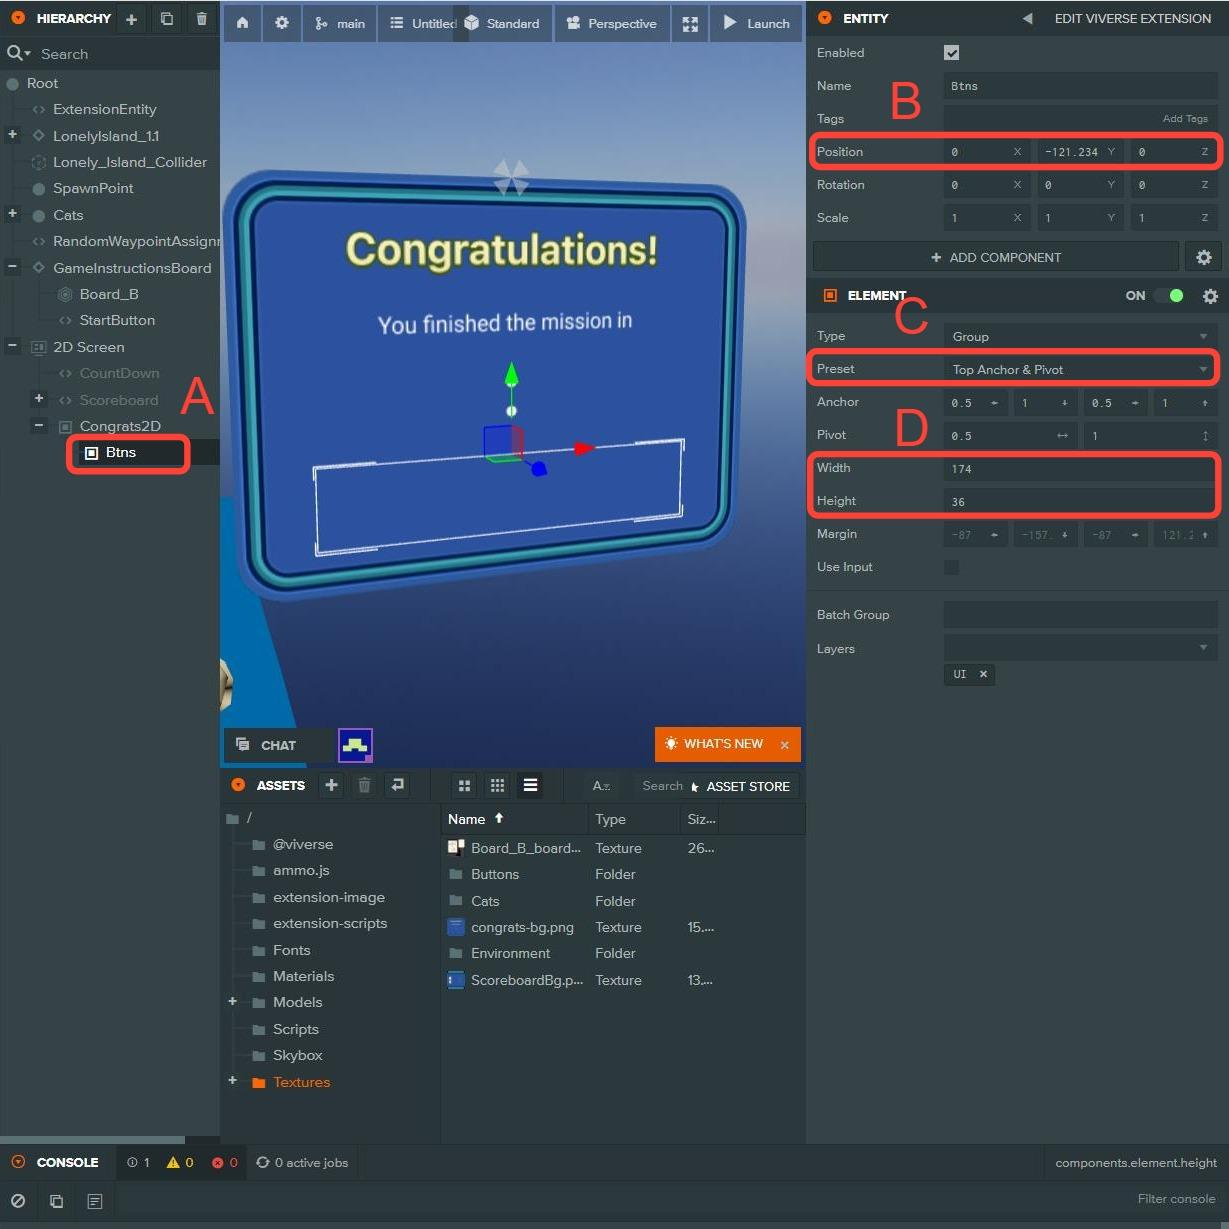 HIERARCHY
Search
Root
ExtensionEntity
LonelyIsland_1.1
Lonely_Island_Collider
SpawnPoint
Cats
RandomWaypointAssignr
GameInstructionsBoard
Board_B
StartButton
2D Screen
CountDown
Scoreboard
A
Congrats2D
Btns
main
Untitled
Standard
Perspective
Launch
Congratulations!
You finished the mission in
CHAT
WHAT'S NEW ×
ENTITY
EDIT VIVERSE EXTENSION
Enabled
Name Btns
B
Tags Add Tags
Position 0 X -121.234 Y 0 Z
Rotation 0 X 0 Y 0 Z
Scale 1 X 1 Y 1 Z
+ ADD COMPONENT
ELEMENT ON
C
Type Group
Preset Top Anchor & Pivot
Anchor 0.5 1 0.5 1
D
Pivot 0.5 1
Width 174
Height 36
Margin -87 -157. -87 121.2
Use Input
Batch Group
Layers
UI ×
ASSETS
Search
ASSET STORE
/
@viverse
ammo.js
extension-image
extension-scripts
Fonts
Materials
Models
Scripts
Skybox
Textures
Name Type Siz...
Board_B_board... Texture 26...
Buttons Folder
Cats Folder
congrats-bg.png Texture 15....
Environment Folder
ScoreboardBg.p... Texture 13....
CONSOLE 1 0 0 0 active jobs
components.element.height
Filter console